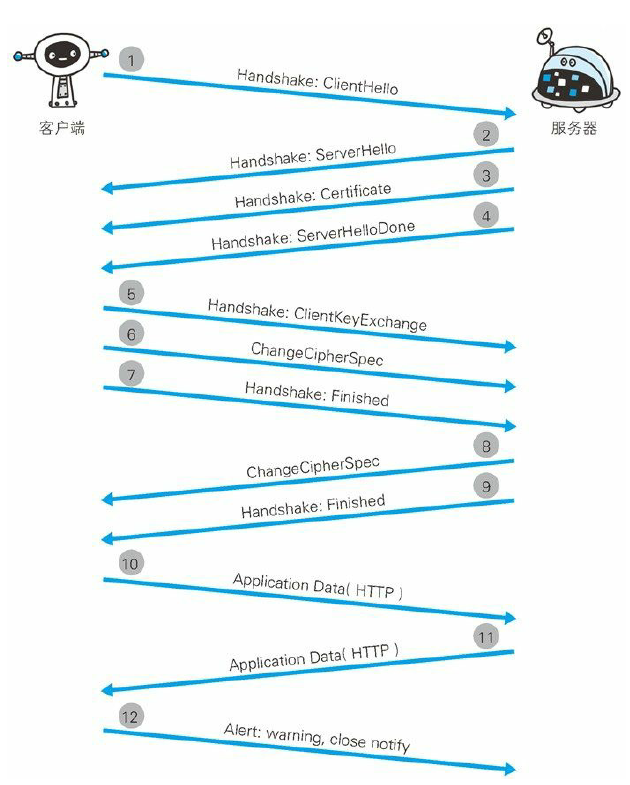 1
Handshake: ClientHello
客户端
服务器
2
Handshake: ServerHello
3
Handshake: Certificate
4
Handshake: ServerHelloDone
5
Handshake: ClientKeyExchange
6
ChangeCipherSpec
7
Handshake: Finished
8
ChangeCipherSpec
9
Handshake: Finished
10
Application Data( HTTP )
11
Application Data( HTTP )
12
Alert: warning, close notify